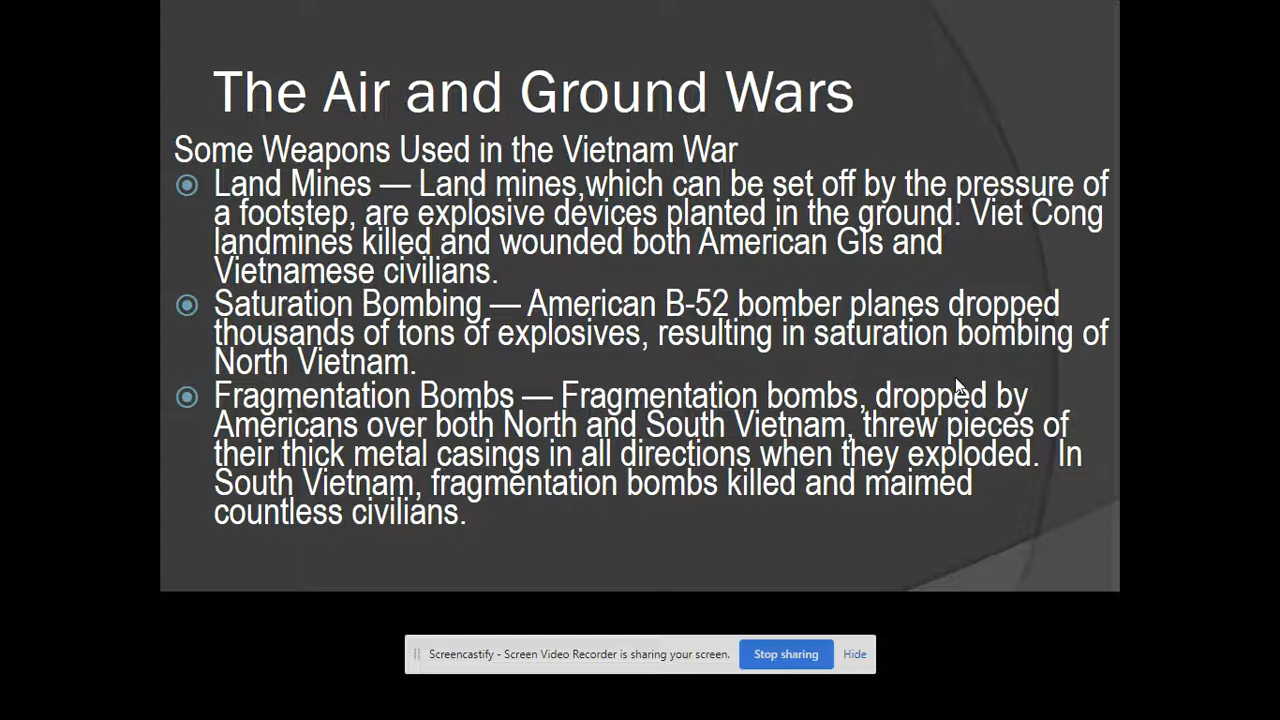 The Air and Ground Wars
Some Weapons Used in the Vietnam War
Land Mines — Land mines,which can be set off by the pressure of
a footstep, are explosive devices planted in the ground. Viet Cong
landmines killed and wounded both American GIs and
Vietnamese civilians.
Saturation Bombing — American B-52 bomber planes dropped
thousands of tons of explosives, resulting in saturation bombing of
North Vietnam.
Fragmentation Bombs — Fragmentation bombs, dropped by
Americans over both North and South Vietnam, threw pieces of
their thick metal casings in all directions when they exploded.  In
South Vietnam, fragmentation bombs killed and maimed
countless civilians.
Screencastify - Screen Video Recorder is sharing your screen. Stop sharing Hide